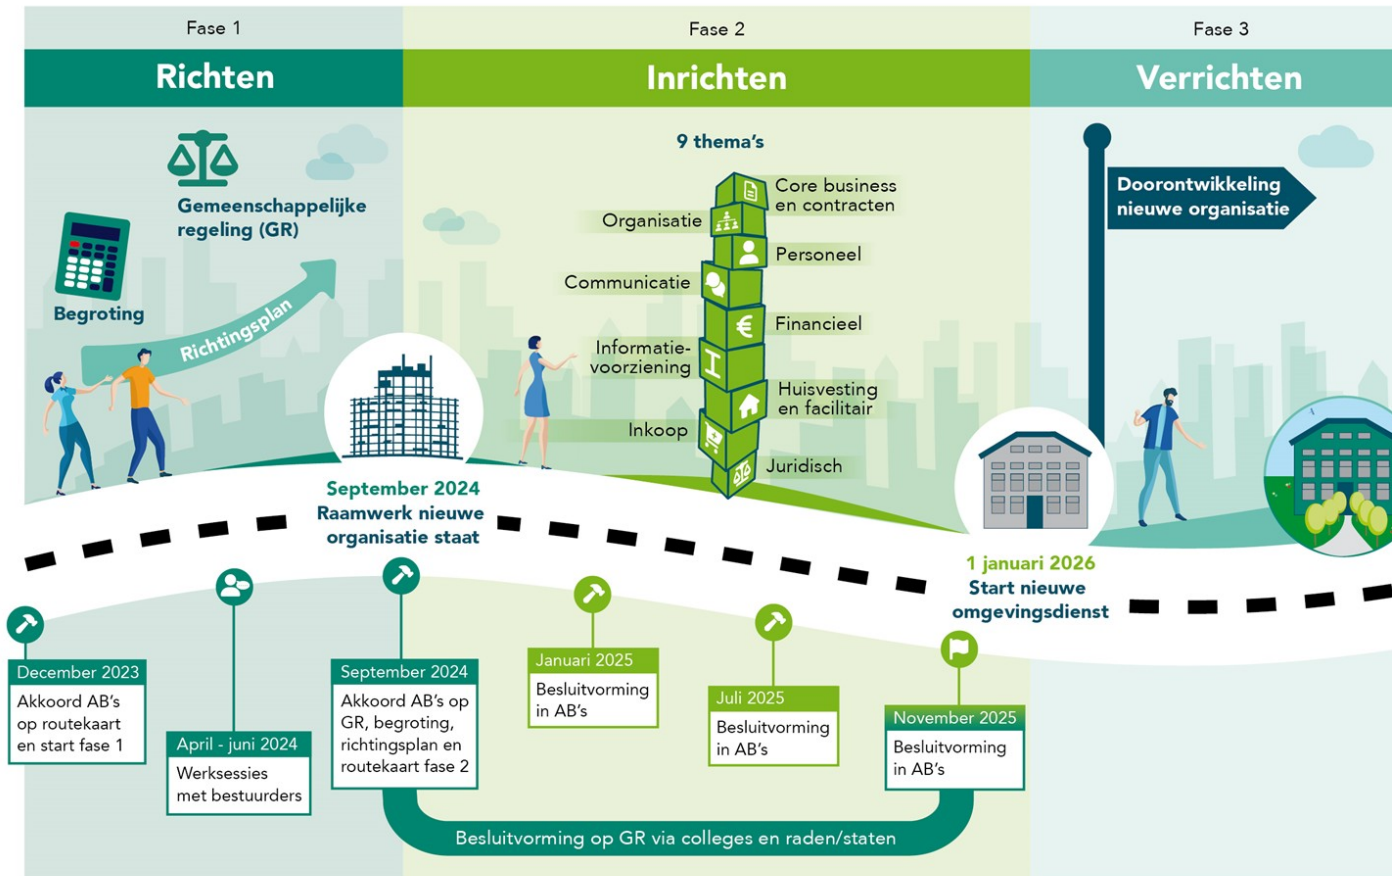 Fase 1
Richten
Gemeenschappelijke
regeling (GR)
Begroting
Richtingsplan
September 2024
Raamwerk nieuwe
organisatie staat
December 2023
Akkoord AB's
op routekaart
en start fase 1
April - juni 2024
Werksessies
met bestuurders
September 2024
Akkoord AB's op
GR, begroting,
richtingsplan en
routekaart fase 2
Fase 2
Inrichten
9 thema's
Core business
en contracten
Organisatie
Personeel
Communicatie
Financieel
Informatie-
voorziening
Huisvesting
en facilitair
Inkoop
Juridisch
Januari 2025
Besluitvorming
in AB's
Juli 2025
Besluitvorming
in AB's
November 2025
Besluitvorming
in AB's
Besluitvorming op GR via colleges en raden/staten
Fase 3
Verrichten
Doorontwikkeling
nieuwe organisatie
1 januari 2026
Start nieuwe
omgevingsdienst